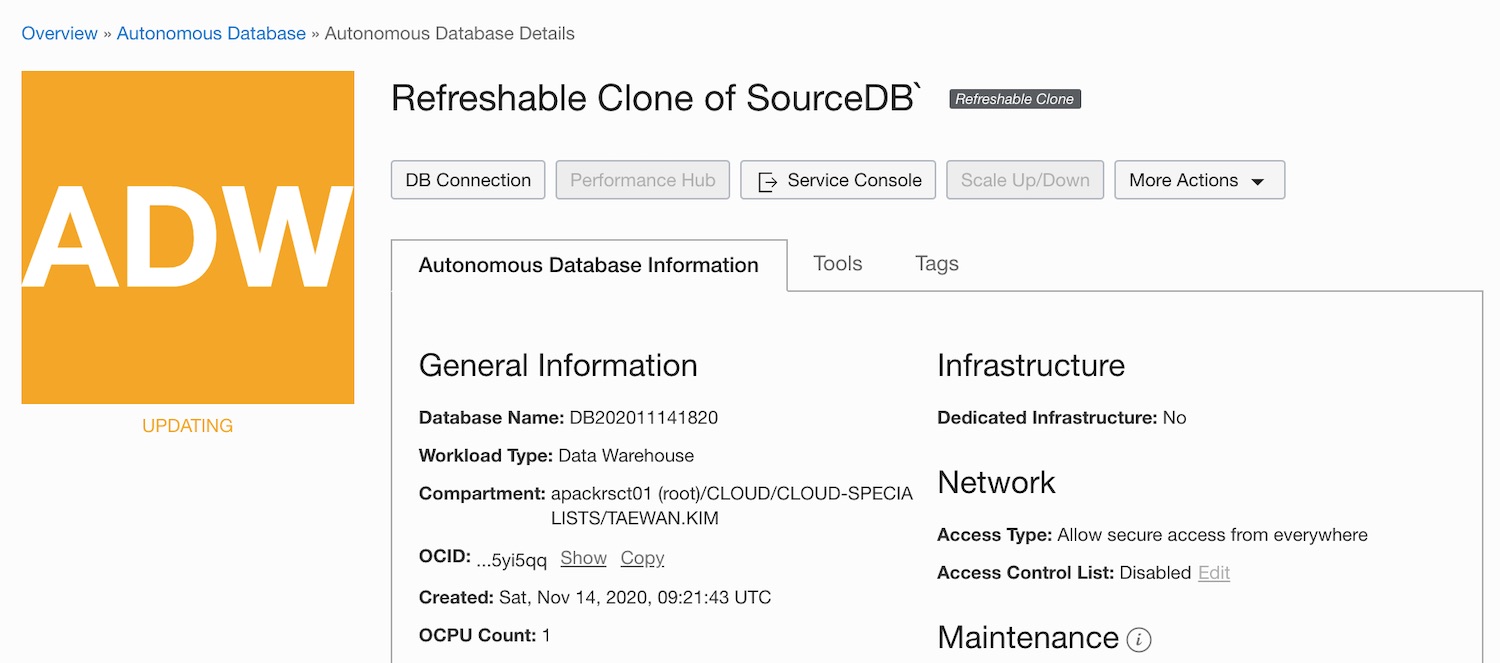 Overview » Autonomous Database » Autonomous Database Details
ADW
UPDATING
Refreshable Clone of SourceDB` Refreshable Clone
DB Connection Performance Hub Service Console Scale Up/Down More Actions
Autonomous Database Information Tools Tags
General Information
Database Name: DB202011141820
Workload Type: Data Warehouse
Compartment: apackrsct01 (root)/CLOUD/CLOUD-SPECIA
LISTS/TAEWAN.KIM
OCID: ...5yi5qq Show Copy
Created: Sat, Nov 14, 2020, 09:21:43 UTC
OCPU Count: 1
Infrastructure
Dedicated Infrastructure: No
Network
Access Type: Allow secure access from everywhere
Access Control List: Disabled Edit
Maintenance i